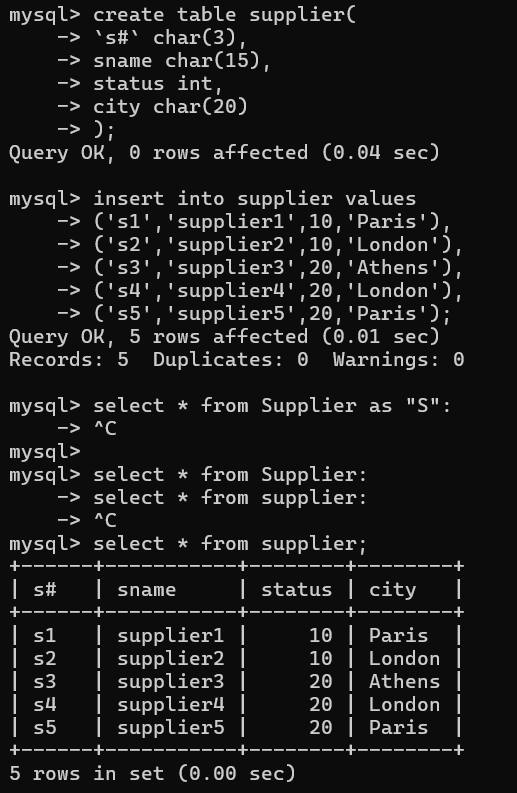 mysql> create table supplier(
    -> `s#` char(3),
    -> sname char(15),
    -> status int,
    -> city char(20)
    -> );
Query OK, 0 rows affected (0.04 sec)

mysql> insert into supplier values
    -> ('s1','supplier1',10,'Paris'),
    -> ('s2','supplier2',10,'London'),
    -> ('s3','supplier3',20,'Athens'),
    -> ('s4','supplier4',20,'London'),
    -> ('s5','supplier5',20,'Paris');
Query OK, 5 rows affected (0.01 sec)
Records: 5  Duplicates: 0  Warnings: 0

mysql> select * from Supplier as "S":
    -> ^C
mysql>
mysql> select * from Supplier:
    -> select * from supplier:
    -> ^C
mysql> select * from supplier;
+------+-----------+--------+--------+
| s#   | sname     | status | city   |
+------+-----------+--------+--------+
| s1   | supplier1 |     10 | Paris  |
| s2   | supplier2 |     10 | London |
| s3   | supplier3 |     20 | Athens |
| s4   | supplier4 |     20 | London |
| s5   | supplier5 |     20 | Paris  |
+------+-----------+--------+--------+
5 rows in set (0.00 sec)